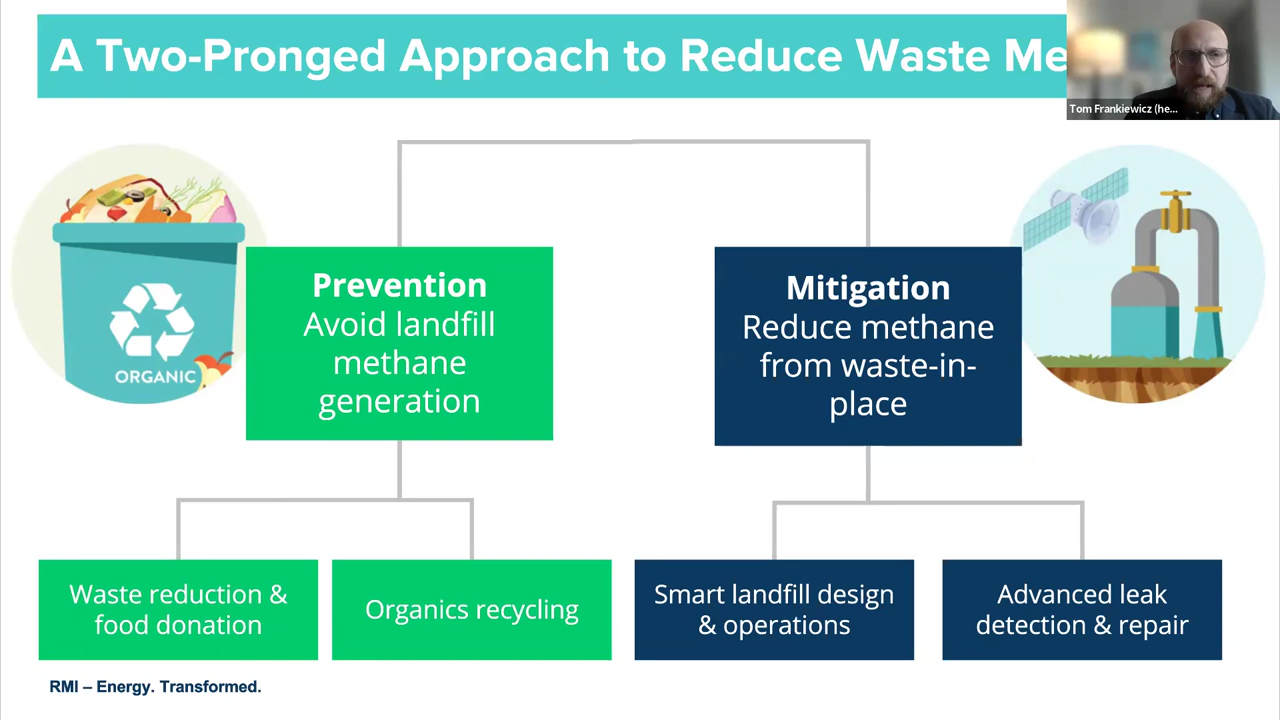 A Two-Pronged Approach to Reduce Waste Me
Tom Frankiewicz (he...
ORGANIC
Prevention
Avoid landfill
methane
generation
Mitigation
Reduce methane
from waste-in-
place
Waste reduction &
food donation
Organics recycling
Smart landfill design
& operations
Advanced leak
detection & repair
RMI – Energy. Transformed.